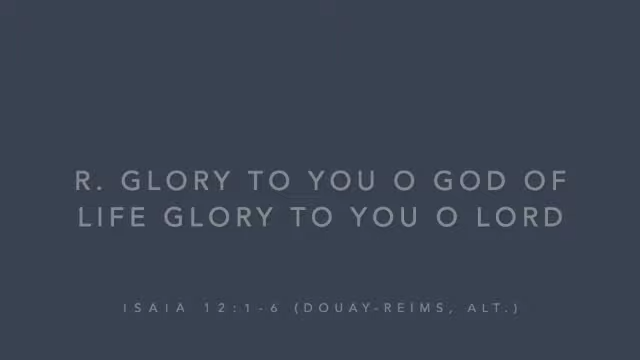 R. GLORY TO YOU O GOD OF
LIFE GLORY TO YOU O LORD
ISAIA 12:1-6 (DOUAY-REIMS, ALT.)